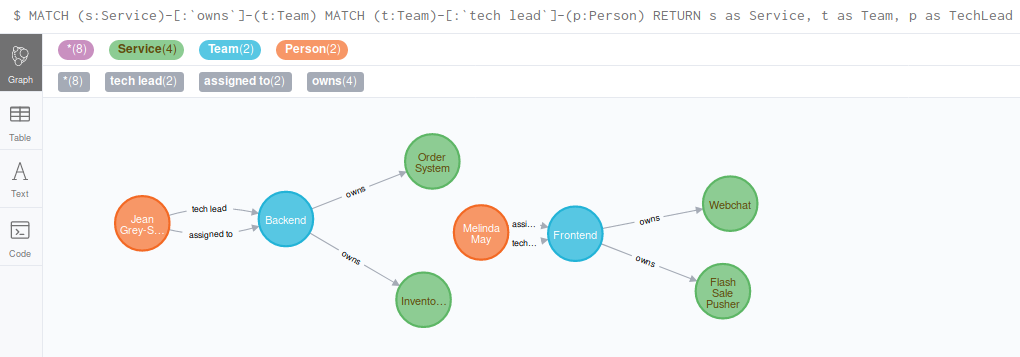 $ MATCH (s:Service)-[:`owns`]-(t:Team) MATCH (t:Team)-[:`tech lead`]-(p:Person) RETURN s as Service, t as Team, p as TechLead
*(8) Service(4) Team(2) Person(2)
*(8) tech lead(2) assigned to(2) owns(4)
Graph
Table
Text
Code
Jean
Grey-S...
tech lead
assigned to
Backend
owns
owns
Order
System
Invento...
Melinda
May
assi...
tech...
Frontend
owns
owns
Webchat
Flash
Sale
Pusher